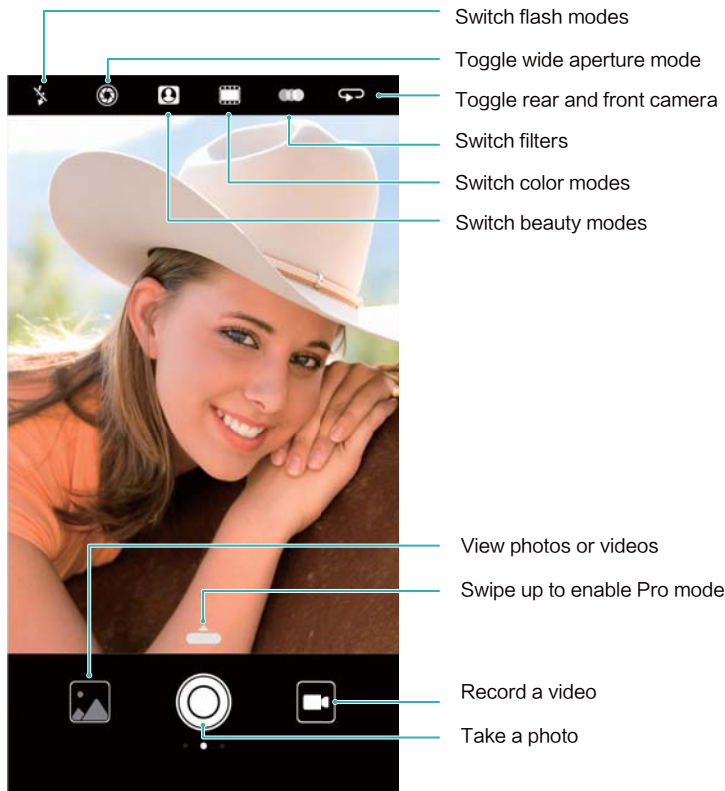 Switch flash modes
Toggle wide aperture mode
Toggle rear and front camera
Switch filters
Switch color modes
Switch beauty modes
View photos or videos
Swipe up to enable Pro mode
Record a video
Take a photo